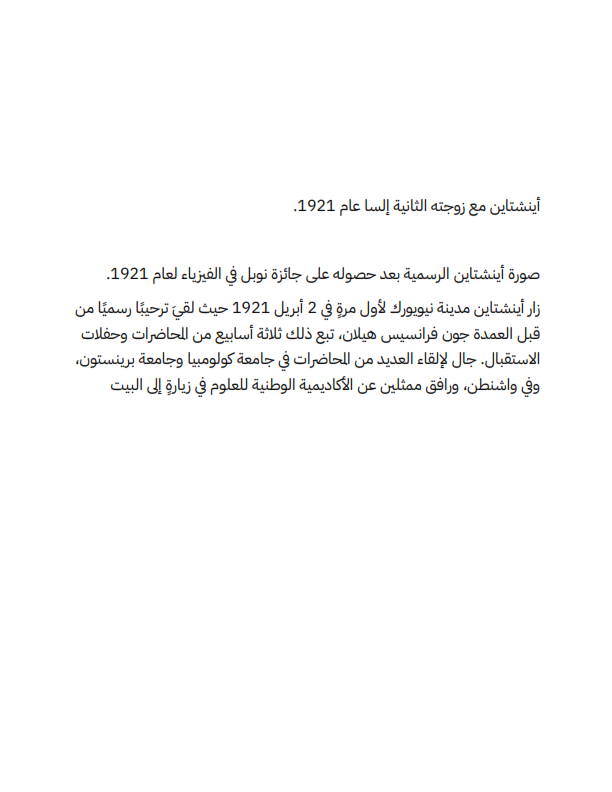 أينشتاين مع زوجته الثانية إلسا عام 1921.
صورة أينشتاين الرسمية بعد حصوله على جائزة نوبل في الفيزياء لعام 1921.
زار أينشتاين مدينة نيويورك لأول مرةٍ في 2 أبريل 1921 حيث لقيَ ترحيبًا رسميًا من
قبل العمدة جون فرانسيس هيلان، تبع ذلك ثلاثة أسابيع من المحاضرات وحفلات
الاستقبال. جال لإلقاء العديد من المحاضرات في جامعة كولومبيا وجامعة برينستون،
وفي واشنطن، ورافق ممثلين عن الأكاديمية الوطنية للعلوم في زيارةٍ إلى البيت